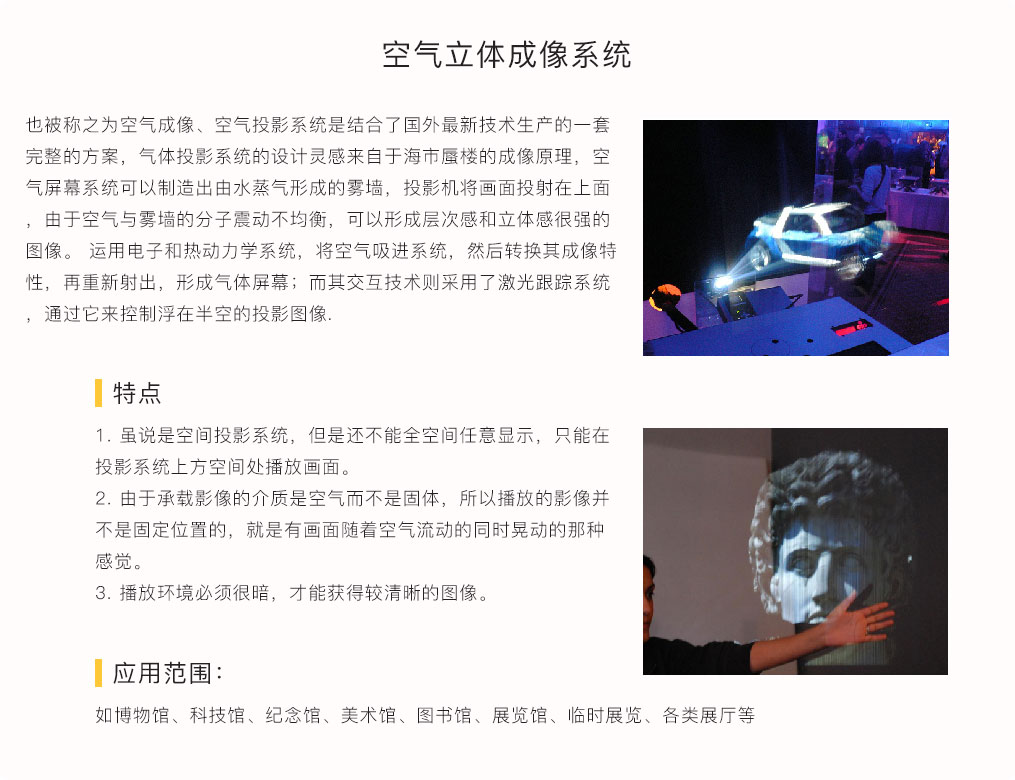 空气立体成像系统
也被称之为空气成像、空气投影系统是结合了国外最新技术生产的一套
完整的方案，气体投影系统的设计灵感来自于海市蜃楼的成像原理，空
气屏幕系统可以制造出由水蒸气形成的雾墙，投影机将画面投射在上面
，由于空气与雾墙的分子震动不均衡，可以形成层次感和立体感很强的
图像。 运用电子和热动力学系统，将空气吸进系统，然后转换其成像特
性，再重新射出，形成气体屏幕；而其交互技术则采用了激光跟踪系统
，通过它来控制浮在半空的投影图像.
特点
1. 虽说是空间投影系统，但是还不能全空间任意显示，只能在
投影系统上方空间处播放画面。
2. 由于承载影像的介质是空气而不是固体，所以播放的影像并
不是固定位置的，就是有画面随着空气流动的同时晃动的那种
感觉。
3. 播放环境必须很暗，才能获得较清晰的图像。
应用范围：
如博物馆、科技馆、纪念馆、美术馆、图书馆、展览馆、临时展览、各类展厅等